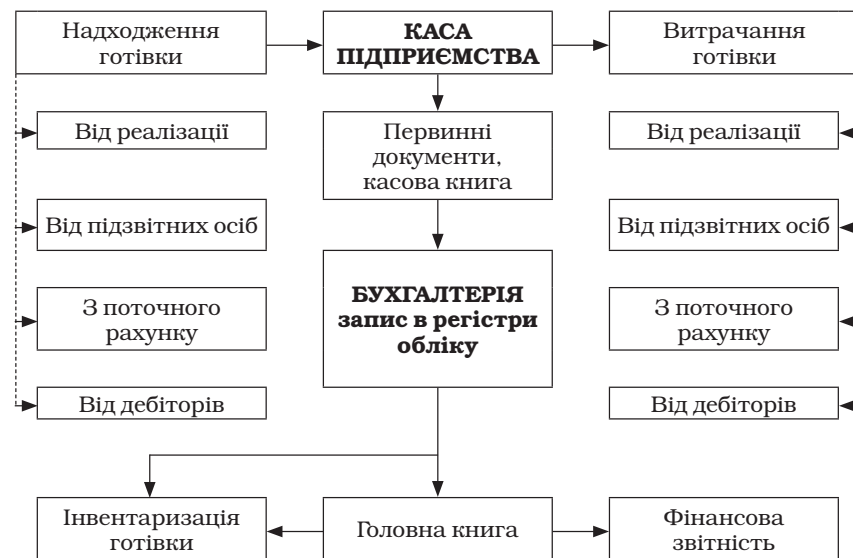 Надходження
готівки
КАСА
ПІДПРИЄМСТВА
Витрачання
готівки
Від реалізації
Первинні
документи,
касова книга
Від реалізації
Від підзвітних осіб
Від підзвітних осіб
БУХГАЛТЕРІЯ
запис в регістри
обліку
З поточного
рахунку
З поточного
рахунку
Від дебіторів
Від дебіторів
Інвентаризація
готівки
Головна книга
Фінансова
звітність